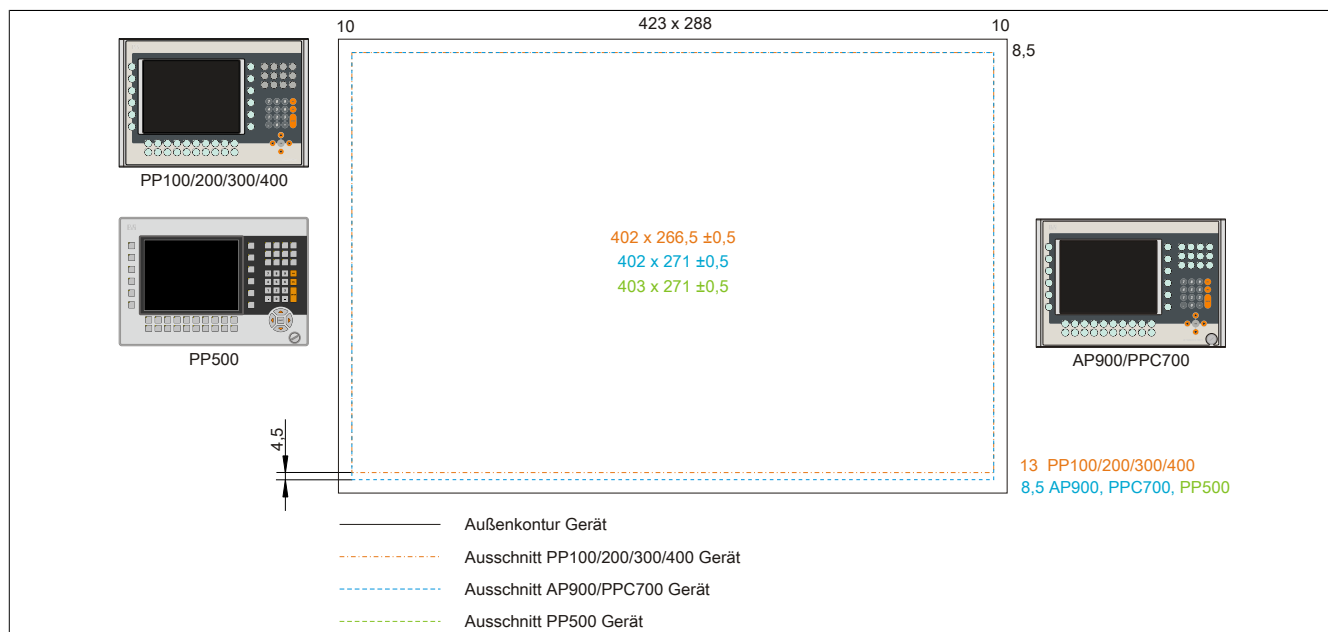 10
423 x 288
10
8,5
PP100/200/300/400
402 x 266,5 ±0,5
402 x 271 ±0,5
403 x 271 ±0,5
PP500
AP900/PPC700
4,5
13 PP100/200/300/400
8,5 AP900, PPC700, PP500
Außenkontur Gerät
Ausschnitt PP100/200/300/400 Gerät
Ausschnitt AP900/PPC700 Gerät
Ausschnitt PP500 Gerät